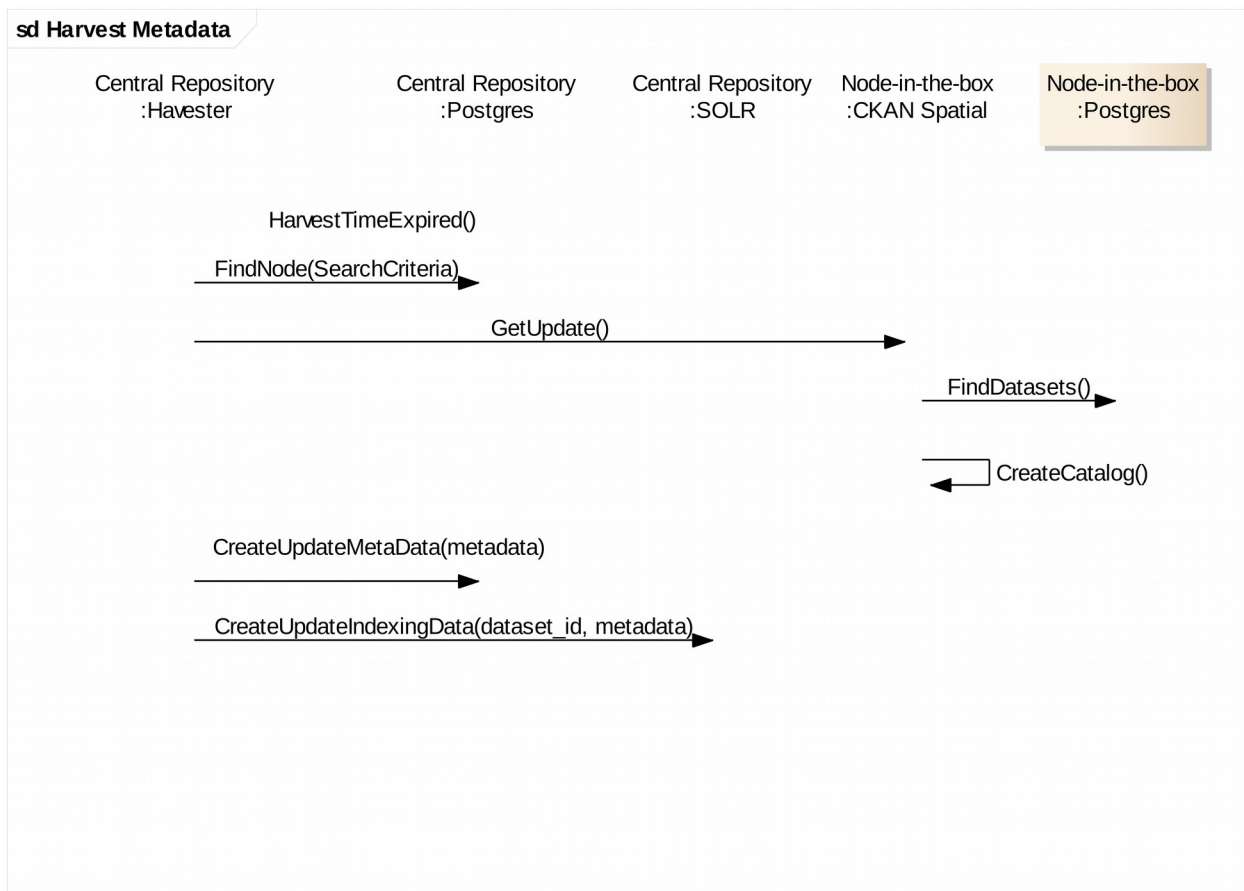 sd Harvest Metadata
Central Repository
:Havester
Central Repository
:Postgres
Central Repository
:SOLR
Node-in-the-box
:CKAN Spatial
Node-in-the-box
:Postgres
HarvestTimeExpired()
FindNode(SearchCriteria)
GetUpdate()
FindDatasets()
CreateCatalog()
CreateUpdateMetaData(metadata)
CreateUpdateIndexingData(dataset_id, metadata)